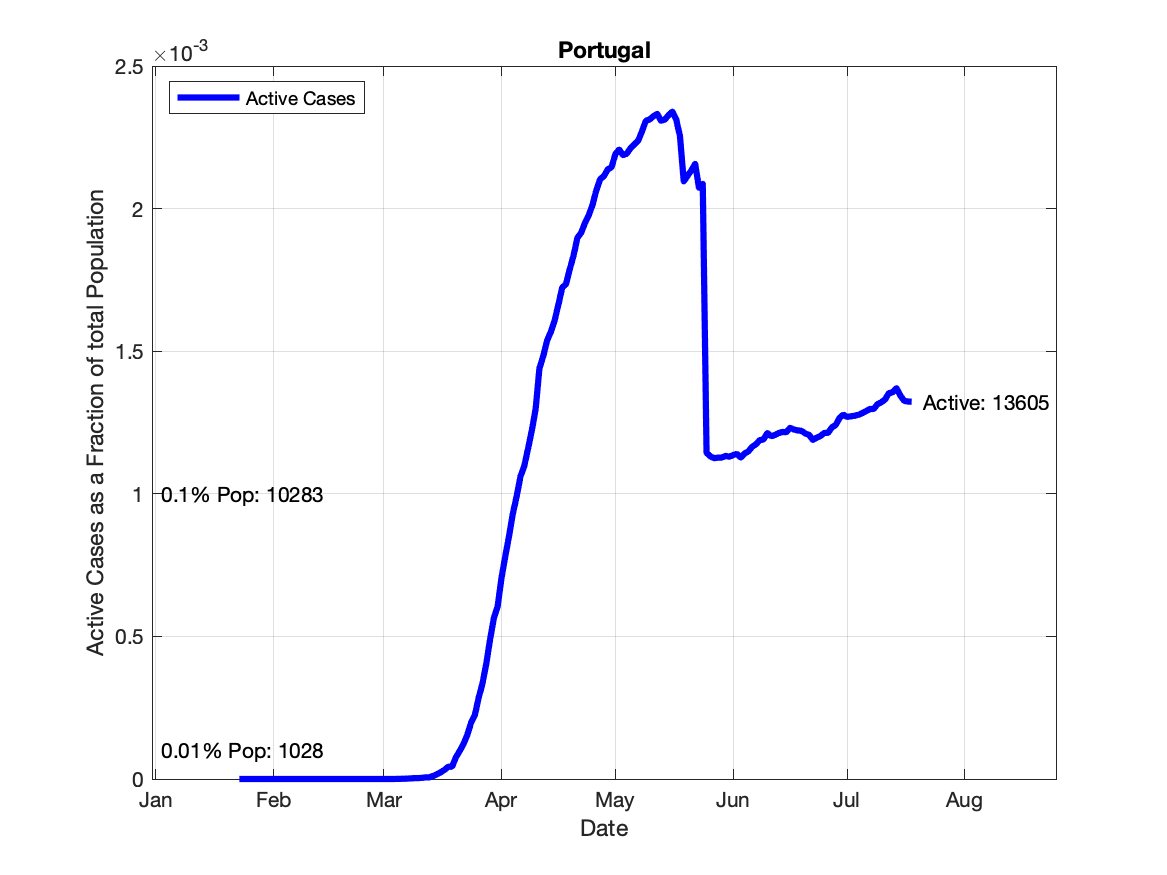 Portugal
×10-3
2.5
2
1.5
1
0.5
0
Active Cases
Active: 13605
0.1% Pop: 10283
0.01% Pop: 1028
Active Cases as a Fraction of total Population
Jan Feb Mar Apr May Jun Jul Aug
Date